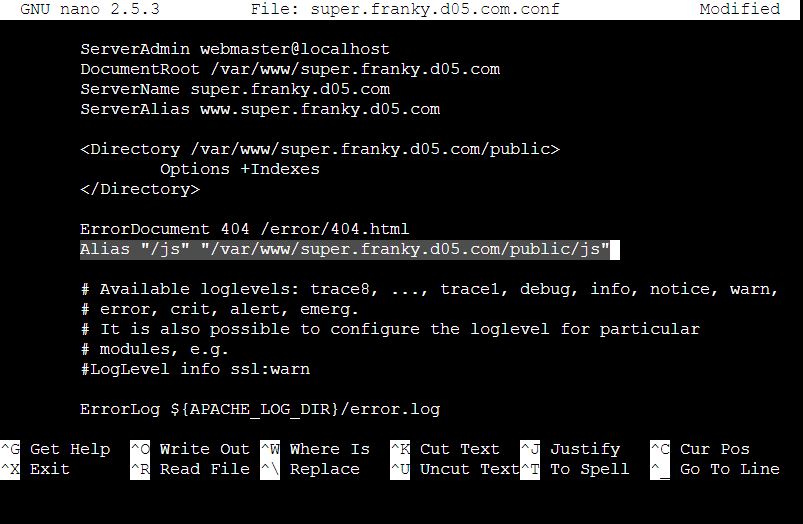 GNU nano 2.5.3 File: super.franky.d05.com.conf Modified
ServerAdmin webmaster@localhost
DocumentRoot /var/www/super.franky.d05.com
ServerName super.franky.d05.com
ServerAlias www.super.franky.d05.com
<Directory /var/www/super.franky.d05.com/public>
Options +Indexes
</Directory>
ErrorDocument 404 /error/404.html
Alias "/js" "/var/www/super.franky.d05.com/public/js"
# Available loglevels: trace8, ..., trace1, debug, info, notice, warn,
# error, crit, alert, emerg.
# It is also possible to configure the loglevel for particular
# modules, e.g.
#LogLevel info ssl:warn
ErrorLog ${APACHE_LOG_DIR}/error.log
^G Get Help ^O Write Out ^W Where Is ^K Cut Text ^J Justify ^C Cur Pos
^X Exit ^R Read File ^\ Replace ^U Uncut Text^T To Spell ^_ Go To Line